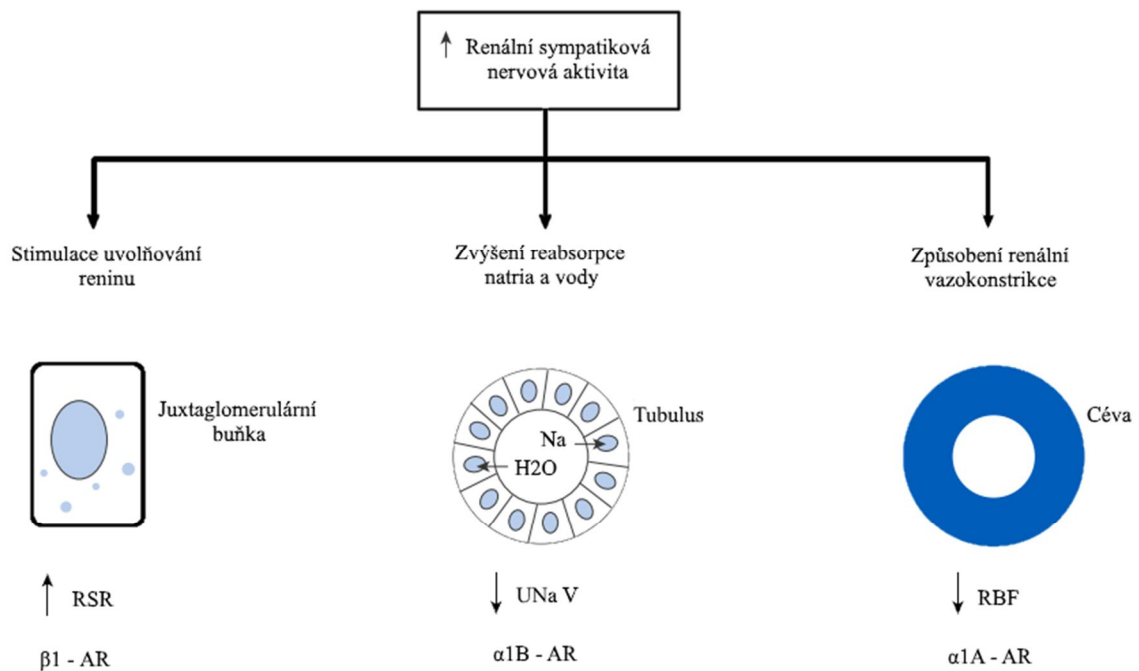 ↑ Renální sympatiková
nervová aktivita
Stimulace uvolňování
reninu
Zvýšení reabsorpce
natria a vody
Způsobení renální
vazokonstrikce
Juxtaglomerulární
buňka
Na
H2O
Tubulus
Céva
↑ RSR
↓ UNa V
↓ RBF
β1 - AR
α1B - AR
α1A - AR